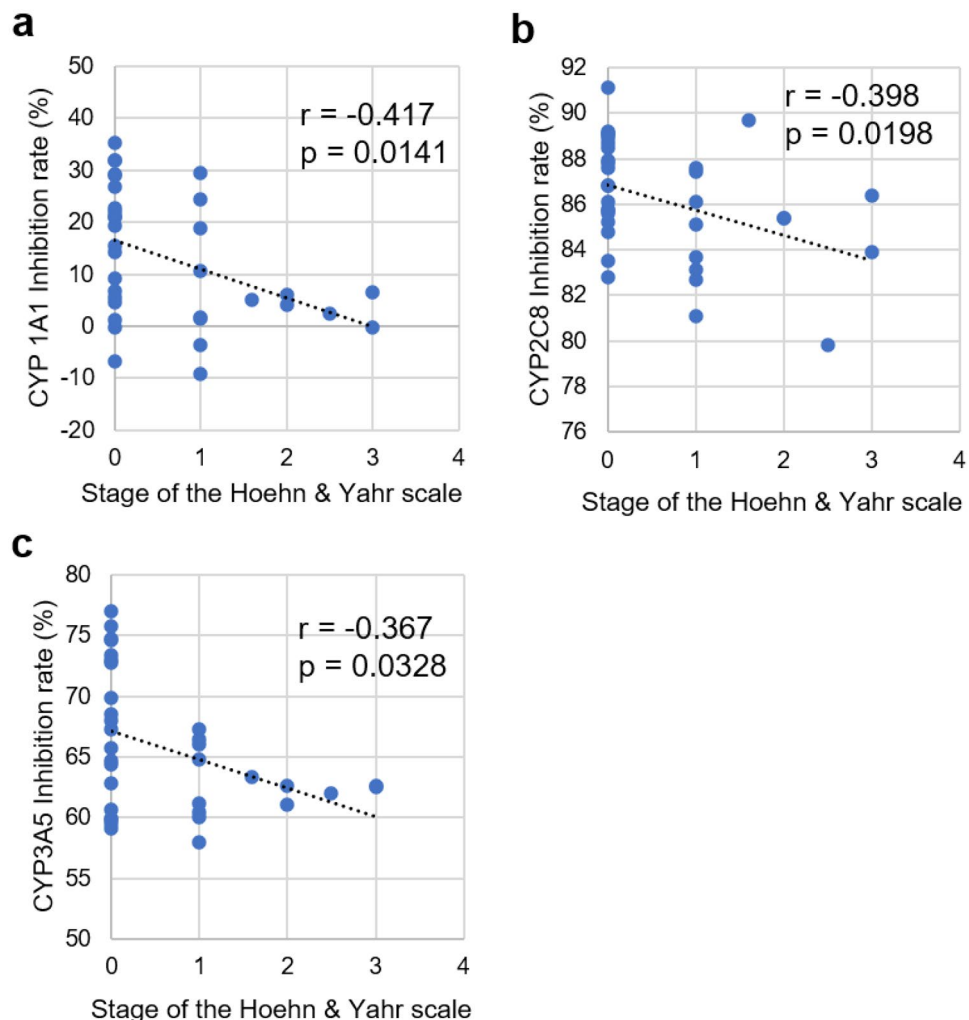 a
CYP 1A1 Inhibition rate (%)
50
40
30
20
10
0
-10
-20
r = -0.417
p = 0.0141
0 1 2 3 4
Stage of the Hoehn & Yahr scale
b
CYP2C8 Inhibition rate (%)
92
90
88
86
84
82
80
78
76
r = -0.398
p = 0.0198
0 1 2 3 4
Stage of the Hoehn & Yahr scale
c
CYP3A5 Inhibition rate (%)
80
75
70
65
60
55
50
r = -0.367
p = 0.0328
0 1 2 3 4
Stage of the Hoehn & Yahr scale